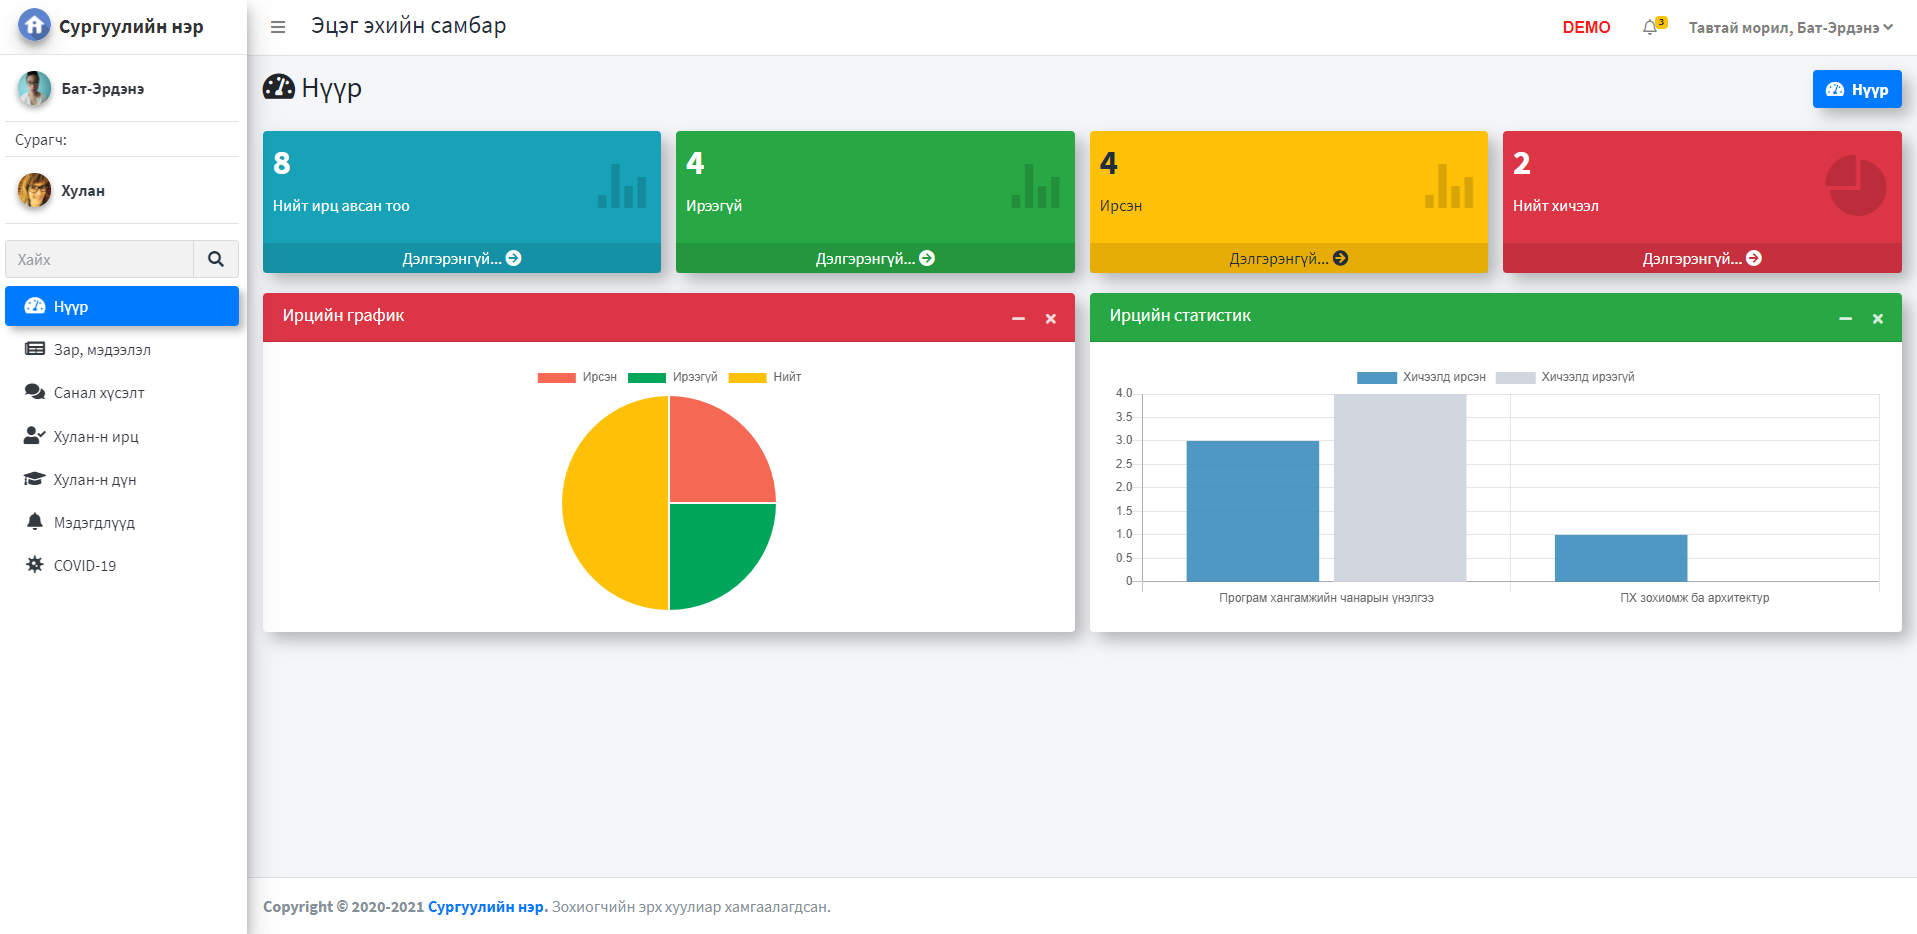 Сургуулийн нэр
Эцэг эхийн самбар
DEMO
3
Тавтай морил, Бат-Эрдэнэ
Бат-Эрдэнэ
Сурагч:
Хулан
Хайх
Нүүр
Зар, мэдээлэл
Санал хүсэлт
Хулан-н ирц
Хулан-н дүн
Мэдэгдлүүд
COVID-19
Нүүр
Нүүр
8
Нийт ирц авсан тоо
Дэлгэрэнгүй...
4
Ирээгүй
Дэлгэрэнгүй...
4
Ирсэн
Дэлгэрэнгүй...
2
Нийт хичээл
Дэлгэрэнгүй...
Ирцийн график
Ирсэн Ирээгүй Нийт
Ирцийн статистик
Хичээлд ирсэн Хичээлд ирээгүй
4.0
3.5
3.0
2.5
2.0
1.5
1.0
0.5
0
Програм хангамжийн чанарын үнэлгээ ПХ зохиомж ба архитектур
Copyright © 2020-2021 Сургуулийн нэр. Зохиогчийн эрх хуулиар хамгаалагдсан.